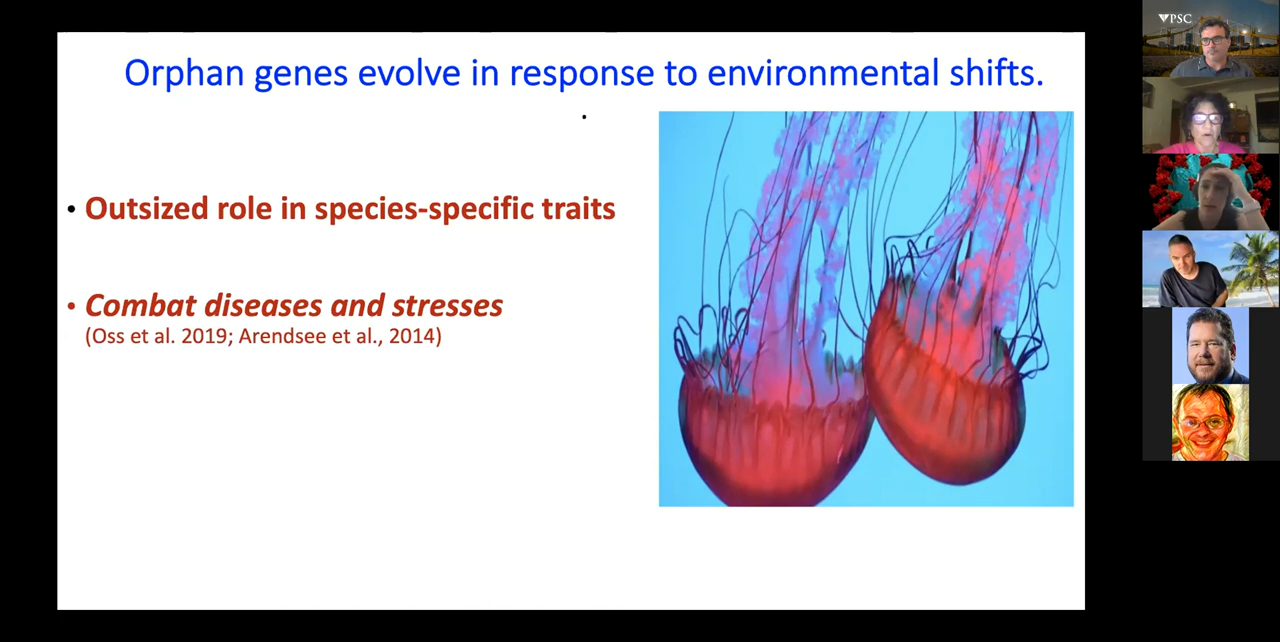 Orphan genes evolve in response to environmental shifts.
• Outsized role in species-specific traits
• Combat diseases and stresses
(Oss et al. 2019; Arendsee et al., 2014)
PSC